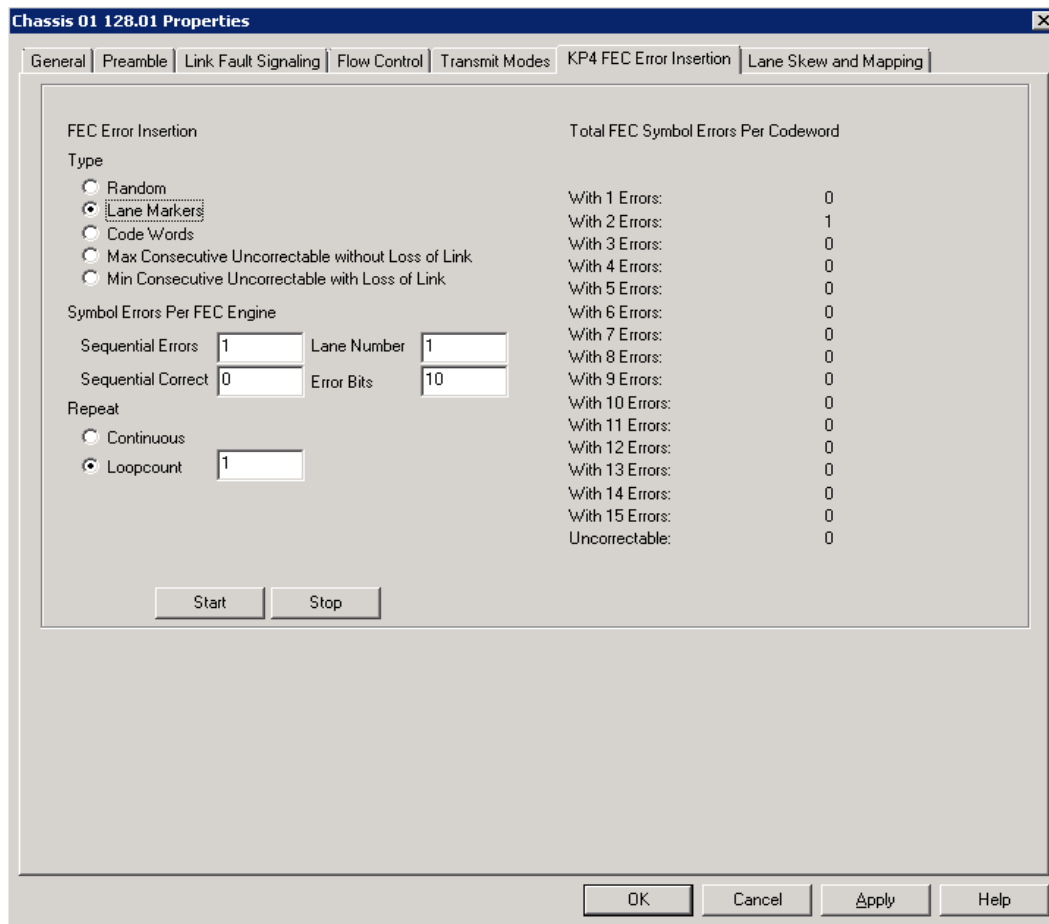 Chassis 01 128.01 Properties
General Preamble Link Fault Signaling Flow Control Transmit Modes KP4 FEC Error Insertion Lane Skew and Mapping
FEC Error Insertion
Type
Random
Lane Markers
Code Words
Max Consecutive Uncorrectable without Loss of Link
Min Consecutive Uncorrectable with Loss of Link
Symbol Errors Per FEC Engine
Sequential Errors 1 Lane Number 1
Sequential Correct 0 Error Bits 10
Repeat
Continuous
Loopcount 1
Start Stop
Total FEC Symbol Errors Per Codeword
With 1 Errors: 0
With 2 Errors: 1
With 3 Errors: 0
With 4 Errors: 0
With 5 Errors: 0
With 6 Errors: 0
With 7 Errors: 0
With 8 Errors: 0
With 9 Errors: 0
With 10 Errors: 0
With 11 Errors: 0
With 12 Errors: 0
With 13 Errors: 0
With 14 Errors: 0
With 15 Errors: 0
Uncorrectable: 0
OK Cancel Apply Help